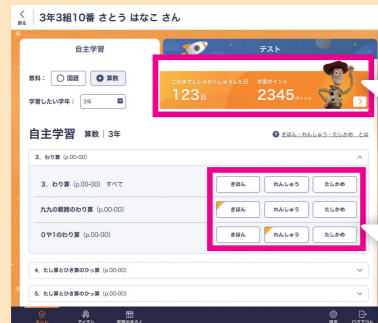 戻る
3年3組10番 さとう はなこ さん
自主学習
テスト
教科： 国語 算数
学習したい学年： 3年
これまでじしゅがくしゅうした日 学習ポイント
123日 2345ポイント
自主学習 算数｜3年
きほん・れんしゅう・たしかめ とは
3. わり算 (p.00-00)
3. わり算 (p.00-00) すべて きほん れんしゅう たしかめ
九九の範囲のわり算 (p.00-00) きほん れんしゅう たしかめ
0や1のわり算 (p.00-00) きほん れんしゅう たしかめ
4. たし算とひき算のひっ算 (p.00-00)
5. たし算とひき算のひっ算 (p.00-00)
ホーム アイテム 学習のきろく 設定 ログアウト